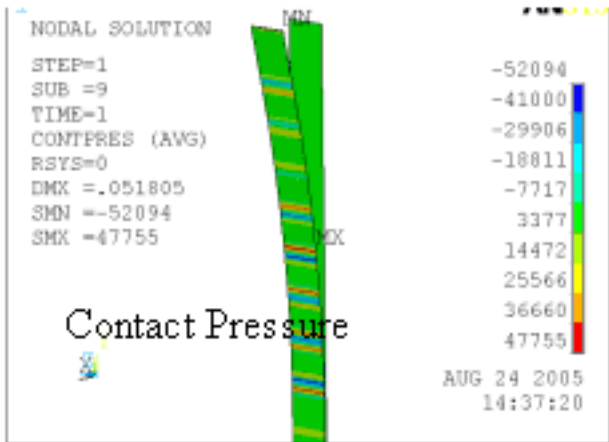 NODAL SOLUTION
STEP=1
SUB =9
TIME=1
CONTPRES (AVG)
RSYS=0
DMX =.051805
SMN =-52094
SMX =47755
MN
MX
Contact Pressure
-52094
-41000
-29906
-18811
-7717
3377
14472
25566
36660
47755
AUG 24 2005
14:37:20